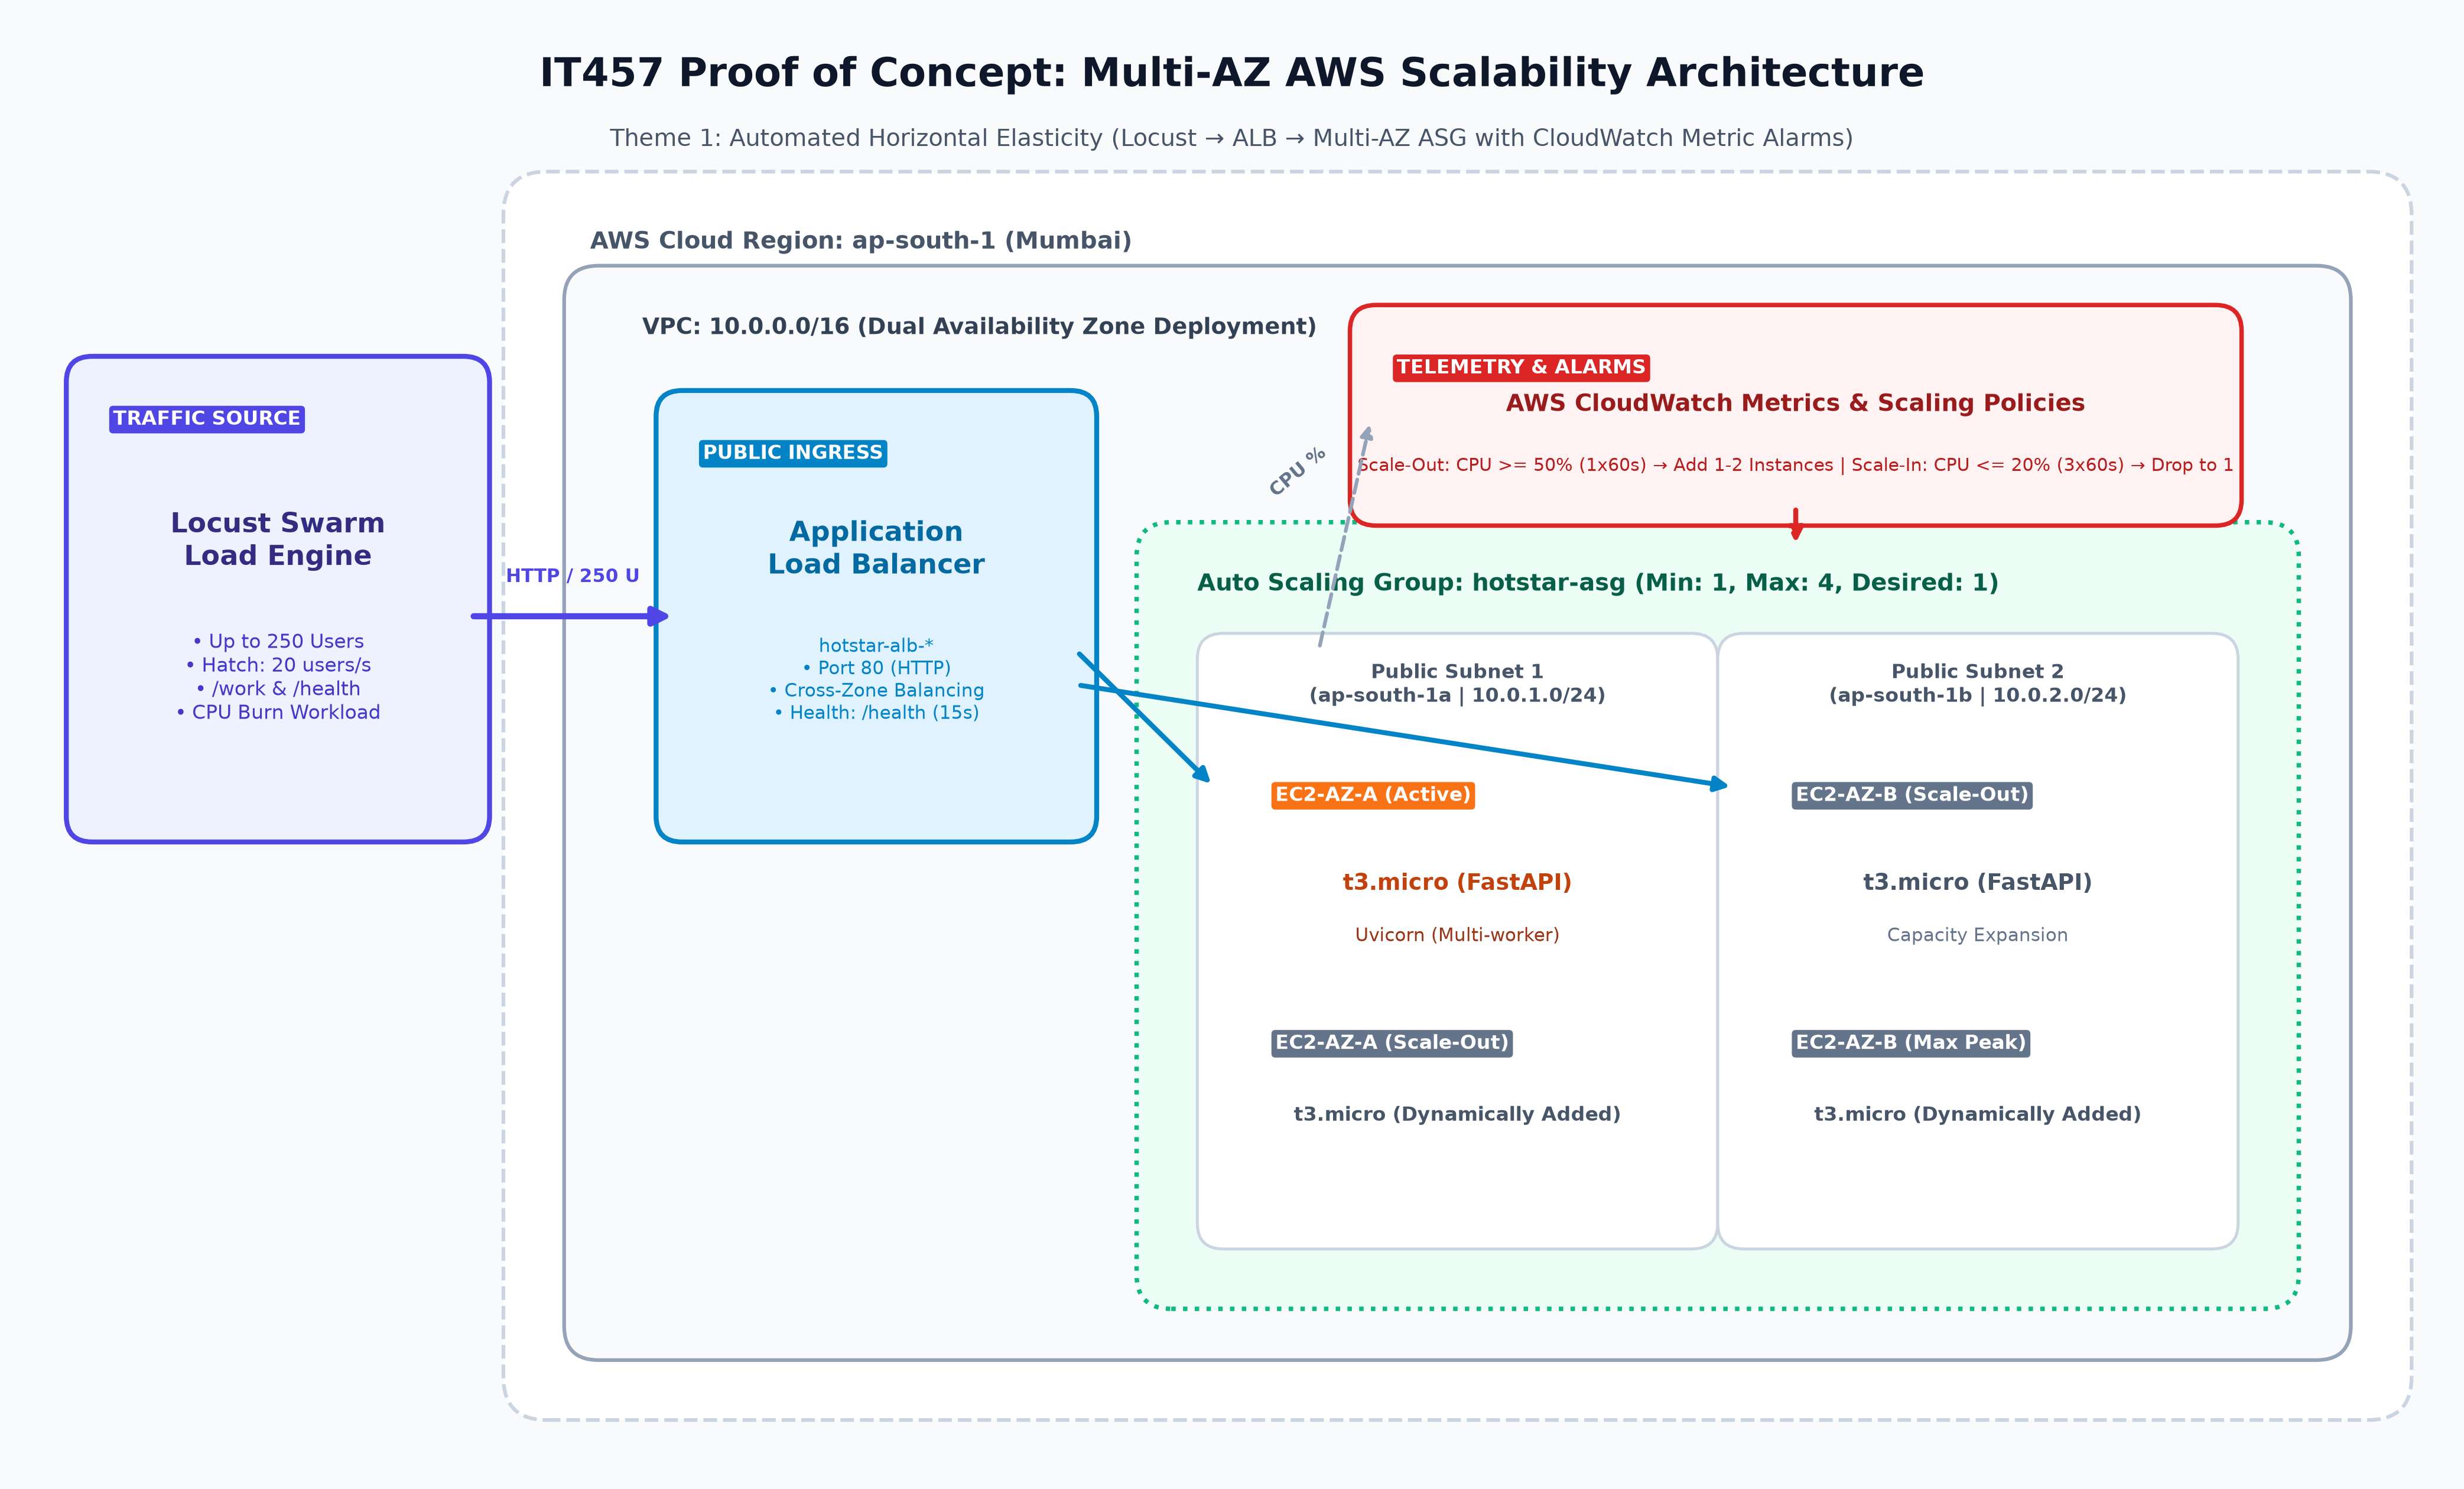 IT457 Proof of Concept: Multi-AZ AWS Scalability Architecture
Theme 1: Automated Horizontal Elasticity (Locust → ALB → Multi-AZ ASG with CloudWatch Metric Alarms)
AWS Cloud Region: ap-south-1 (Mumbai)
VPC: 10.0.0.0/16 (Dual Availability Zone Deployment)
TRAFFIC SOURCE
Locust Swarm
Load Engine
• Up to 250 Users
• Hatch: 20 users/s
• /work & /health
• CPU Burn Workload
HTTP / 250 U
PUBLIC INGRESS
Application
Load Balancer
hotstar-alb-*
• Port 80 (HTTP)
• Cross-Zone Balancing
• Health: /health (15s)
TELEMETRY & ALARMS
AWS CloudWatch Metrics & Scaling Policies
Scale-Out: CPU >= 50% (1x60s) → Add 1-2 Instances | Scale-In: CPU <= 20% (3x60s) → Drop to 1
CPU %
Auto Scaling Group: hotstar-asg (Min: 1, Max: 4, Desired: 1)
Public Subnet 1
(ap-south-1a | 10.0.1.0/24)
EC2-AZ-A (Active)
t3.micro (FastAPI)
Uvicorn (Multi-worker)
EC2-AZ-A (Scale-Out)
t3.micro (Dynamically Added)
Public Subnet 2
(ap-south-1b | 10.0.2.0/24)
EC2-AZ-B (Scale-Out)
t3.micro (FastAPI)
Capacity Expansion
EC2-AZ-B (Max Peak)
t3.micro (Dynamically Added)